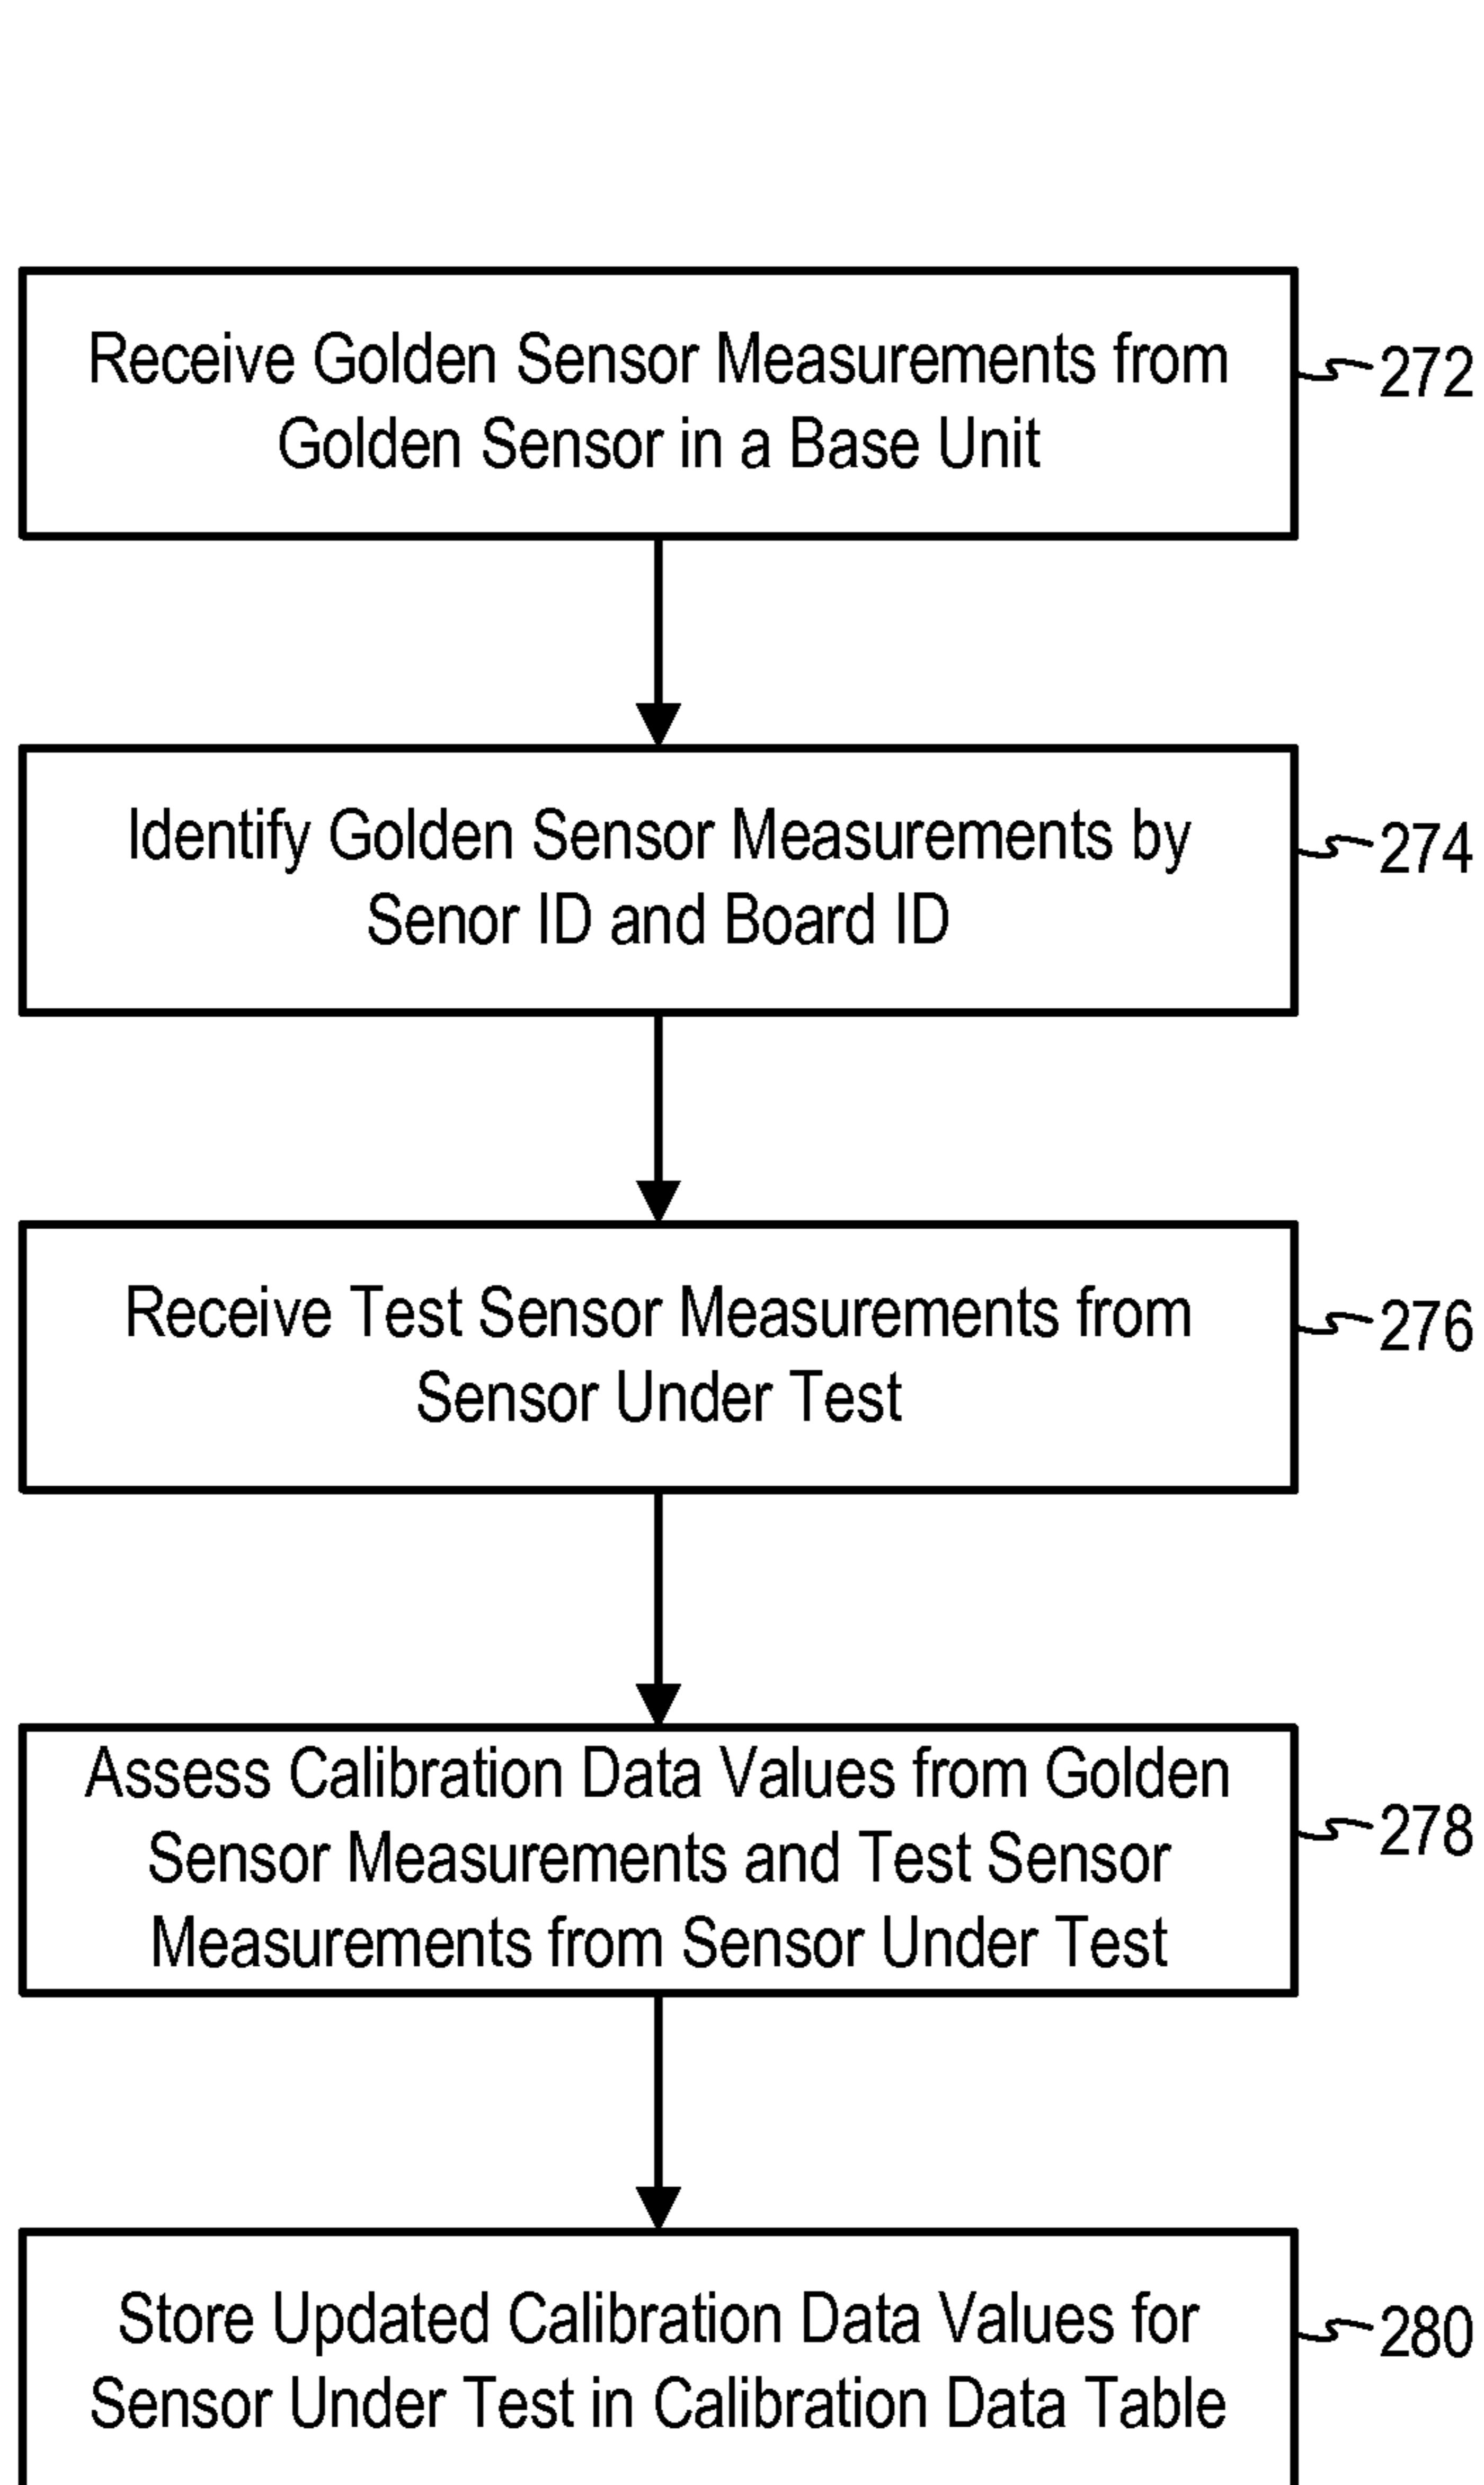 Receive Golden Sensor Measurements from
Golden Sensor in a Base Unit
272
Identify Golden Sensor Measurements by
Senor ID and Board ID
274
Receive Test Sensor Measurements from
Sensor Under Test
276
Assess Calibration Data Values from Golden
Sensor Measurements and Test Sensor
Measurements from Sensor Under Test
278
Store Updated Calibration Data Values for
Sensor Under Test in Calibration Data Table
280